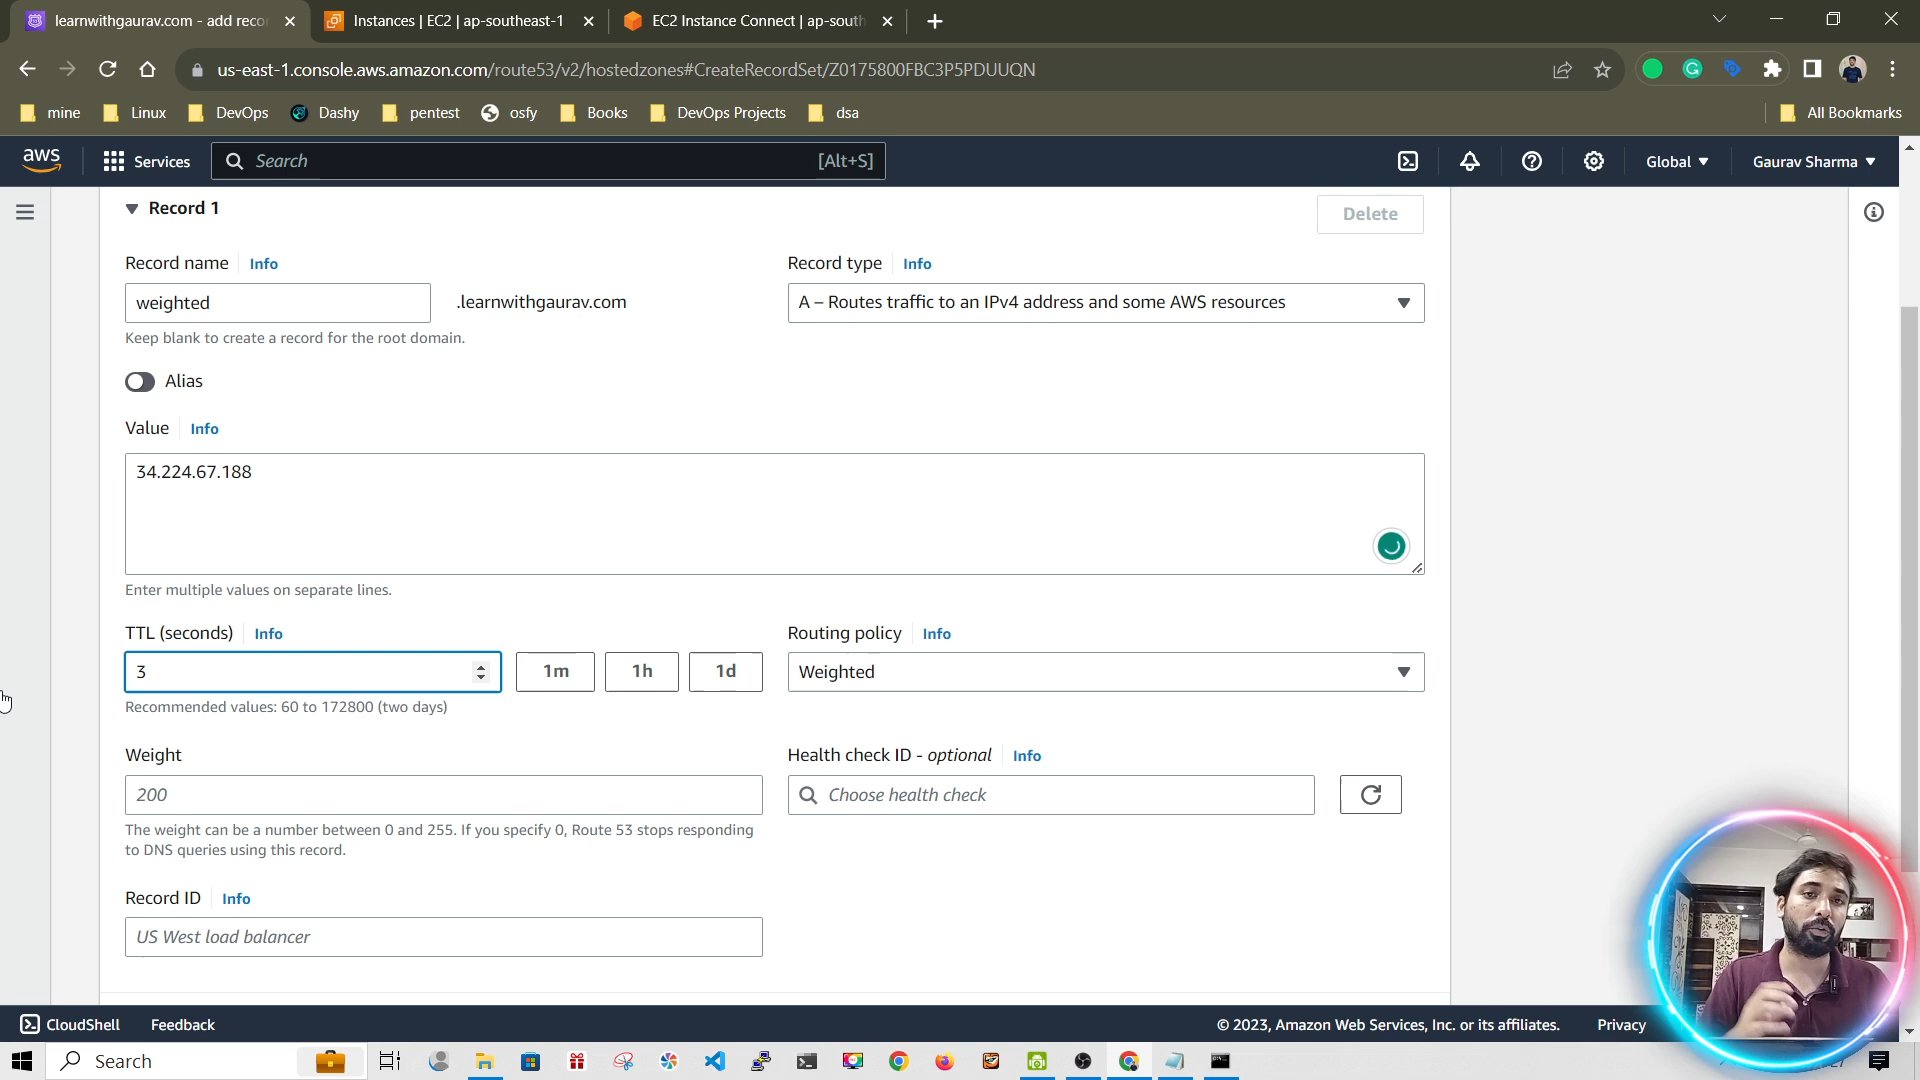 learnwithgaurav.com - add reco
Instances | EC2 | ap-southeast-1
EC2 Instance Connect | ap-south
us-east-1.console.aws.amazon.com/route53/v2/hostedzones#CreateRecordSet/Z0175800FBC3P5PDUUQN
mine
Linux
DevOps
Dashy
pentest
osfy
Books
DevOps Projects
dsa
All Bookmarks
aws
Services
Search
[Alt+S]
Global
Gaurav Sharma
Record 1
Delete
Record name
Info
Record type
Info
weighted
.learnwithgaurav.com
A – Routes traffic to an IPv4 address and some AWS resources
Keep blank to create a record for the root domain.
Alias
Value
Info
34.224.67.188
Enter multiple values on separate lines.
TTL (seconds)
Info
Routing policy
Info
3
1m
1h
1d
Weighted
Recommended values: 60 to 172800 (two days)
Weight
Health check ID - optional
Info
200
Choose health check
The weight can be a number between 0 and 255. If you specify 0, Route 53 stops responding
to DNS queries using this record.
Record ID
Info
US West load balancer
CloudShell
Feedback
© 2023, Amazon Web Services, Inc. or its affiliates.
Privacy
Search